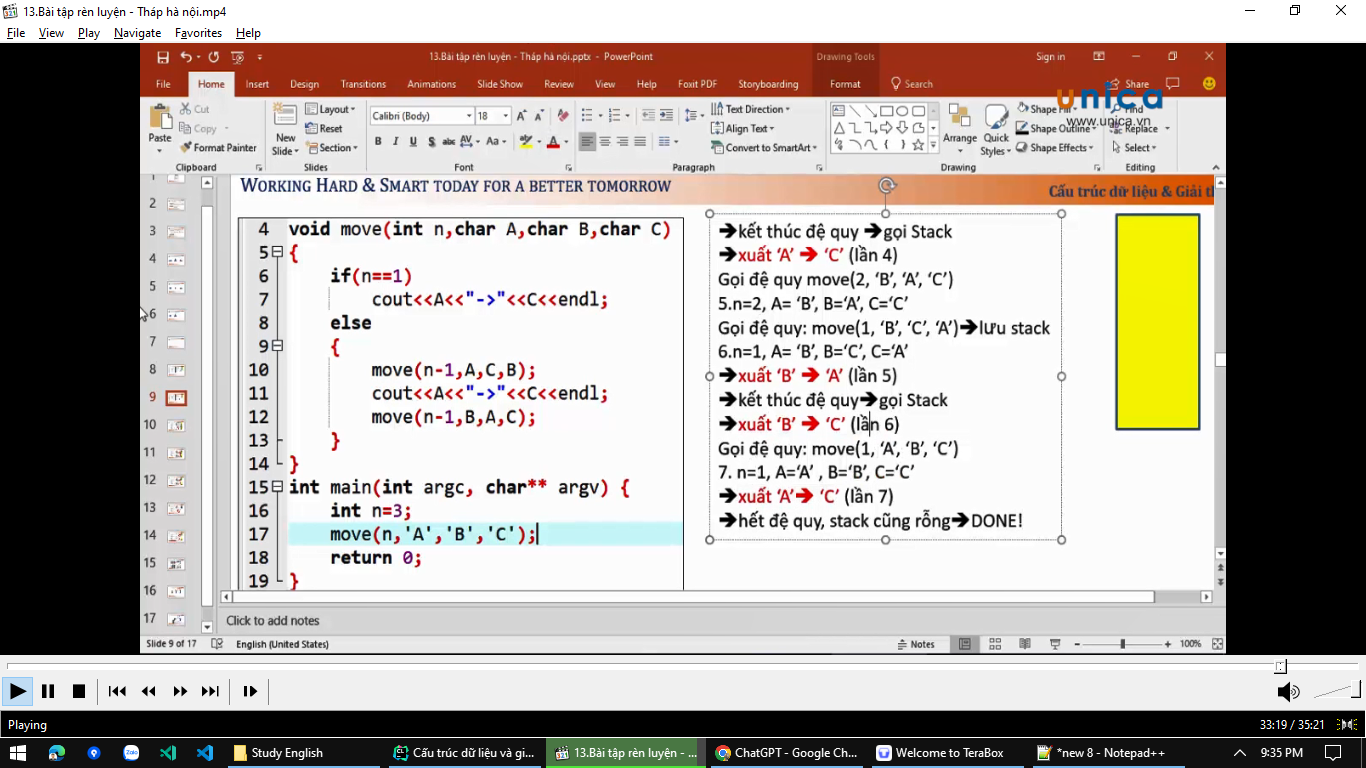 13.Bài tập rèn luyện - Tháp hà nội.mp4
File View Play Navigate Favorites Help
13.Bài tập rèn luyện - Tháp hà nội.pptx - PowerPoint
Drawing Tools
Sign in
File Home Insert Design Transitions Animations Slide Show Review View Help Foxit PDF Storyboarding Format Search Share
unica
www.unica.vn
Paste
Cut
Copy
Format Painter
Clipboard
New Slide
Layout
Reset
Section
Slides
Calibri (Body) 18
Font
Text Direction
Align Text
Convert to SmartArt
Paragraph
Arrange
Quick Styles
Shape Fill
Shape Outline
Shape Effects
Drawing
Find
Replace
Select
Editing
1
2
3
4
5
6
7
8
9
10
11
12
13
14
15
16
17
WORKING HARD & SMART TODAY FOR A BETTER TOMORROW
Cấu trúc dữ liệu & Giải th
4 void move(int n,char A,char B,char C)
5 {
6 if(n==1)
7 cout<<A<<"->"<<C<<endl;
8 else
9 {
10 move(n-1,A,C,B);
11 cout<<A<<"->"<<C<<endl;
12 move(n-1,B,A,C);
13 }
14 }
15 int main(int argc, char** argv) {
16 int n=3;
17 move(n,'A','B','C');
18 return 0;
19 }
➔kết thúc đệ quy ➔gọi Stack
➔xuất ‘A’ ➔ ‘C’ (lần 4)
Gọi đệ quy move(2, ‘B’, ‘A’, ‘C’)
5.n=2, A= ‘B’, B=‘A’, C=‘C’
Gọi đệ quy: move(1, ‘B’, ‘C’, ‘A’)➔lưu stack
6.n=1, A= ‘B’, B=‘C’, C=‘A’
➔xuất ‘B’ ➔ ‘A’ (lần 5)
➔kết thúc đệ quy➔gọi Stack
➔xuất ‘B’ ➔ ‘C’ (lần 6)
Gọi đệ quy: move(1, ‘A’, ‘B’, ‘C’)
7. n=1, A=‘A’ , B=‘B’, C=‘C’
➔xuất ‘A’➔ ‘C’ (lần 7)
➔hết đệ quy, stack cũng rỗng➔DONE!
Click to add notes
Slide 9 of 17 English (United States) Notes 100%
Playing
33:19 / 35:21
Zalo
Study English
Cấu trúc dữ liệu và gi...
13.Bài tập rèn luyện - ...
ChatGPT - Google Ch...
Welcome to TeraBox
*new 8 - Notepad++
9:35 PM